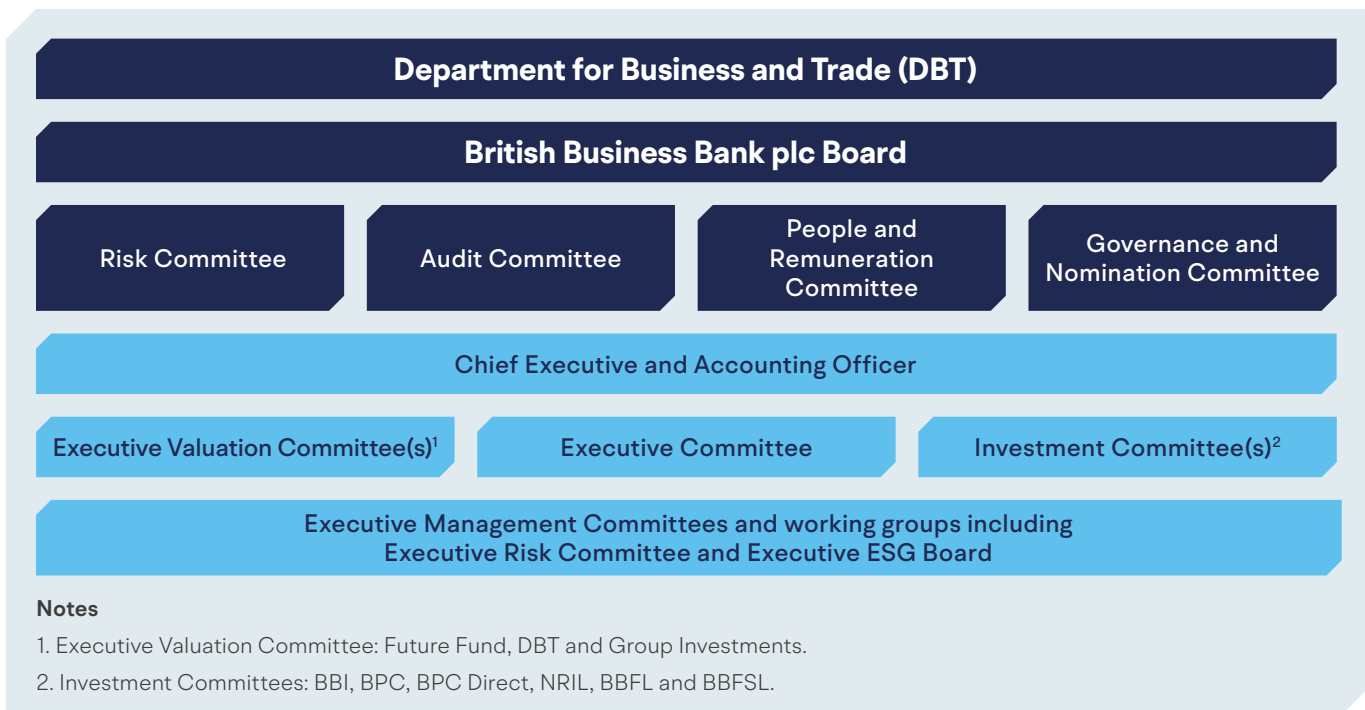 Department for Business and Trade (DBT)
British Business Bank plc Board
Risk Committee
Audit Committee
People and
Remuneration
Committee
Governance and
Nomination Committee
Chief Executive and Accounting Officer
Executive Valuation Committee(s)¹
Executive Committee
Investment Committee(s)²
Executive Management Committees and working groups including
Executive Risk Committee and Executive ESG Board
Notes
1. Executive Valuation Committee: Future Fund, DBT and Group Investments.
2. Investment Committees: BBI, BPC, BPC Direct, NRIL, BBFL and BBFSL.